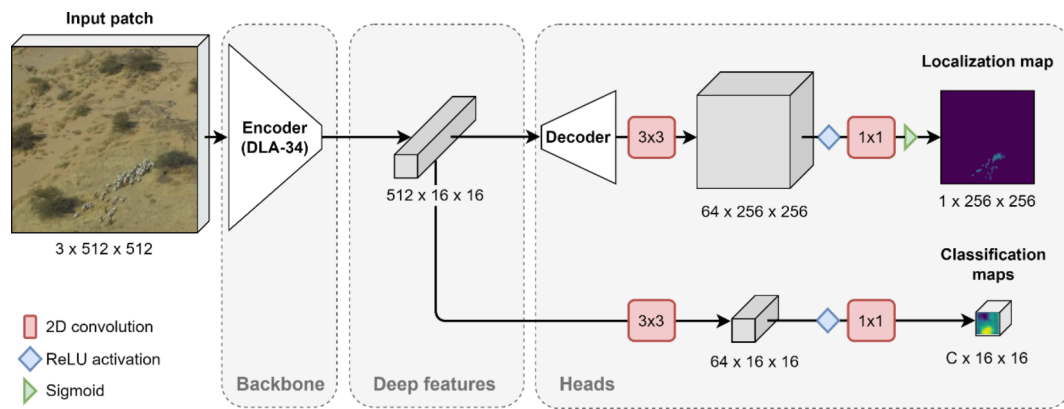 Input patch
3 x 512 x 512
Encoder
(DLA-34)
512 x 16 x 16
Decoder
3x3
64 x 256 x 256
1x1
Localization map
1 x 256 x 256
3x3
64 x 16 x 16
1x1
Classification
maps
C x 16 x 16
2D convolution
ReLU activation
Sigmoid
Backbone
Deep features
Heads